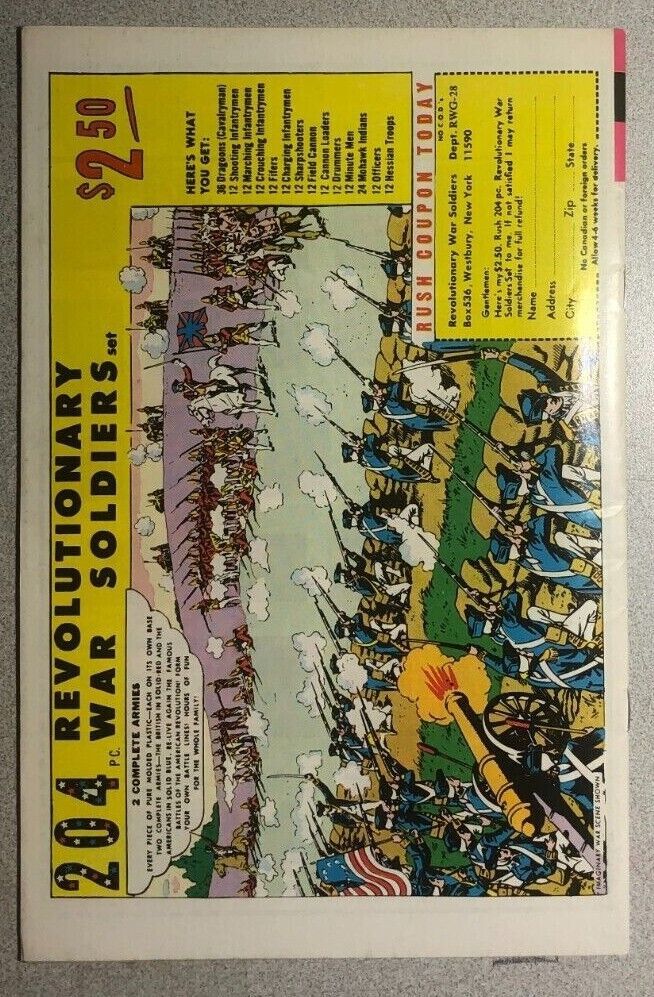 204 PC. REVOLUTIONARY
WAR SOLDIERS set
$2.50
2 COMPLETE ARMIES
EVERY PIECE OF PURE MOLDED PLASTIC—EACH ON ITS OWN BASE
TWO COMPLETE ARMIES—THE BRITISH IN SOLID RED AND THE
AMERICANS IN SOLID BLUE. RE-LIVE AGAIN THE FAMOUS
BATTLES OF THE AMERICAN REVOLUTION! FORM
YOUR OWN BATTLE LINES! HOURS OF FUN
FOR THE WHOLE FAMILY!
HERE'S WHAT
YOU GET:
36 Dragoons (Cavalryman)
12 Shooting Infantrymen
12 Marching Infantrymen
12 Crouching Infantrymen
12 Fifers
12 Charging Infantrymen
12 Sharpshooters
12 Field Cannon
12 Cannon Loaders
12 Drummers
12 Minute Men
24 Mohawk Indians
12 Officers
12 Hessian Troops
RUSH COUPON TODAY
NO C.O.D.'s
Revolutionary War Soldiers Dept. RWG-28
Box536, Westbury, New York 11590
Gentlemen:
Here's my $2.50. Rush 204 pc. Revolutionary War
Soldiers Set to me. If not satisfied I may return
merchandise for full refund!
Name
Address
City Zip State
No Canadian or foreign orders
Allow 4-6 weeks for delivery.
IMAGINARY WAR SCENE SHOWN